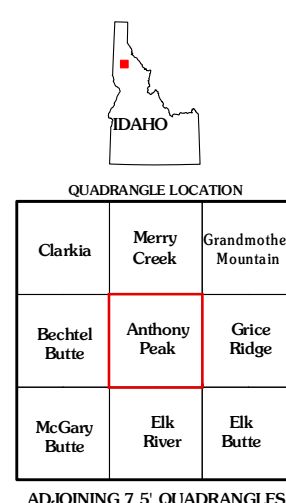 IDAHO
QUADRANGLE LOCATION
Clarkia
Merry
Creek
Grandmothe
Mountain
Bechtel
Butte
Anthony
Peak
Grice
Ridge
McGary
Butte
Elk
River
Elk
Butte
ADJOINING 7.5' QUADRANGLES